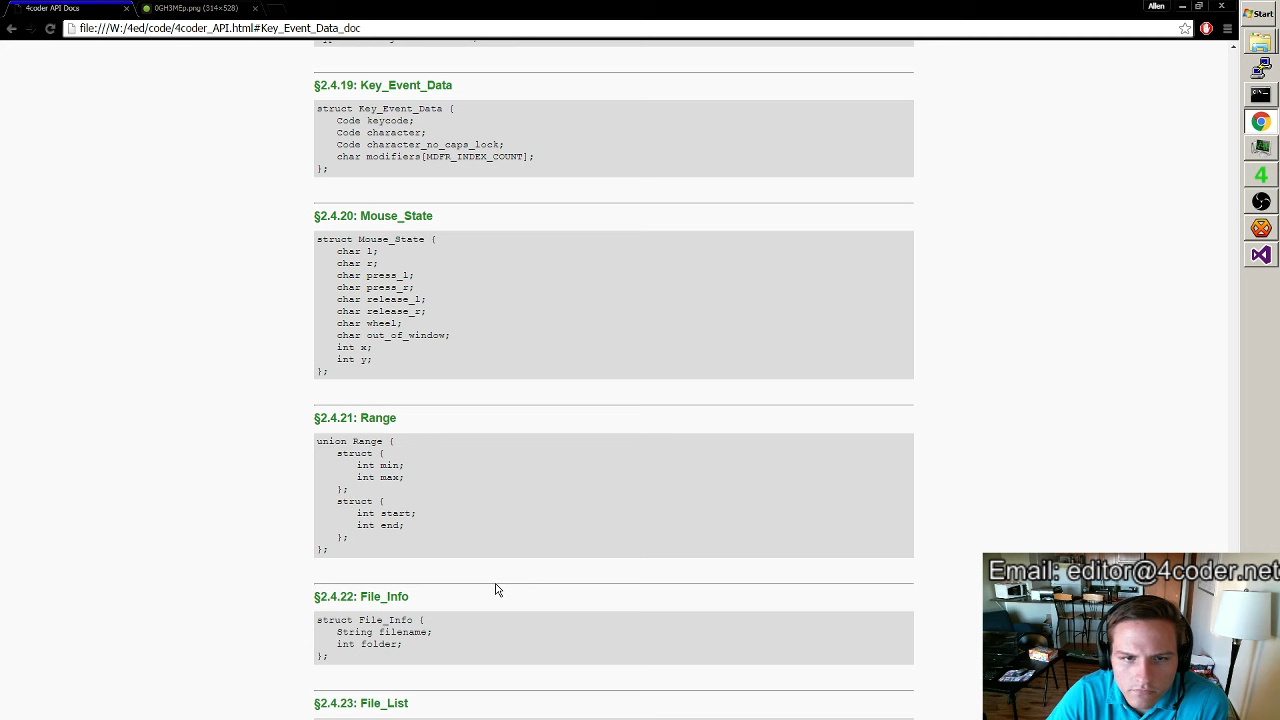 4coder API Docs
0GH3MEp.png (314×528)
Allen
Start
file:///W:/4ed/code/4coder_API.html#Key_Event_Data_doc
§2.4.19: Key_Event_Data
struct Key_Event_Data {
Code keycode;
Code character;
Code character_no_caps_lock;
char modifiers[MDFR_INDEX_COUNT];
};
§2.4.20: Mouse_State
struct Mouse_State {
char l;
char r;
char press_l;
char press_r;
char release_l;
char release_r;
char wheel;
char out_of_window;
int x;
int y;
};
§2.4.21: Range
union Range {
struct {
int min;
int max;
};
struct {
int start;
int end;
};
};
§2.4.22: File_Info
struct File_Info {
String filename;
int folder;
};
§2.4.23: File_List
4
Email: editor@4coder.net